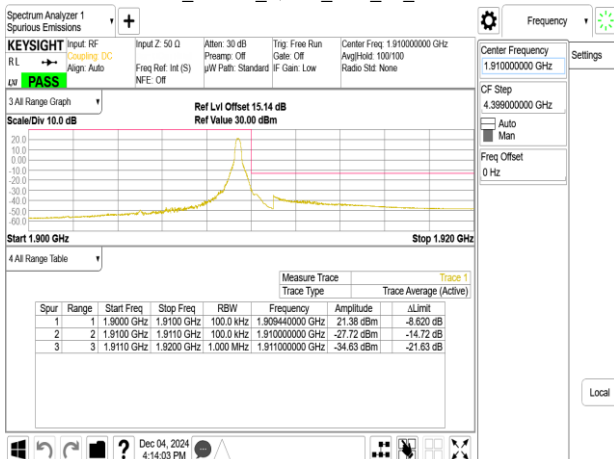 Spectrum Analyzer 1
Spurious Emissions
Frequency
KEYSIGHT
Input: RF
Coupling: DC
Align: Auto
Input Z: 50 Ω
Freq Ref: Int (S)
NFE: Off
Atten: 30 dB
Preamp: Off
µW Path: Standard
Trig: Free Run
Gate: Off
IF Gain: Low
Center Freq: 1.910000000 GHz
Avg|Hold: 100/100
Radio Std: None
RL
PASS
Center Frequency
1.910000000 GHz
Settings
CF Step
4.399000000 GHz
Auto
Man
Freq Offset
0 Hz
3 All Range Graph
Scale/Div 10.0 dB
Ref Lvl Offset 15.14 dB
Ref Value 30.00 dBm
20.0
10.0
0.00
-10.0
-20.0
-30.0
-40.0
-50.0
-60.0
Start 1.900 GHz
Stop 1.920 GHz
4 All Range Table
Measure Trace Trace 1
Trace Type Trace Average (Active)
Spur Range Start Freq Stop Freq RBW Frequency Amplitude ΔLimit
1 1 1.9000 GHz 1.9100 GHz 100.0 kHz 1.909440000 GHz 21.38 dBm -8.620 dB
2 2 1.9100 GHz 1.9110 GHz 100.0 kHz 1.910000000 GHz -27.72 dBm -14.72 dB
3 3 1.9110 GHz 1.9200 GHz 1.000 MHz 1.911000000 GHz -34.63 dBm -21.63 dB
Local
?
Dec 04, 2024
4:14:03 PM